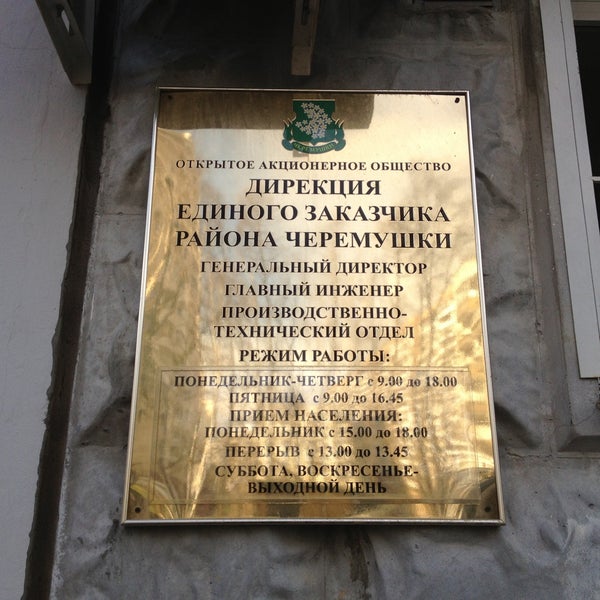 ЧЕРЕМУШКИ
ОТКРЫТОЕ АКЦИОНЕРНОЕ ОБЩЕСТВО
ДИРЕКЦИЯ
ЕДИНОГО ЗАКАЗЧИКА
РАЙОНА ЧЕРЕМУШКИ
ГЕНЕРАЛЬНЫЙ ДИРЕКТОР
ГЛАВНЫЙ ИНЖЕНЕР
ПРОИЗВОДСТВЕННО-
ТЕХНИЧЕСКИЙ ОТДЕЛ
РЕЖИМ РАБОТЫ:
ПОНЕДЕЛЬНИК-ЧЕТВЕРГ с 9.00 до 18.00
ПЯТНИЦА с 9.00 до 16.45
ПРИЕМ НАСЕЛЕНИЯ:
ПОНЕДЕЛЬНИК с 15.00 до 18.00
ПЕРЕРЫВ с 13.00 до 13.45
СУББОТА, ВОСКРЕСЕНЬЕ-
ВЫХОДНОЙ ДЕНЬ